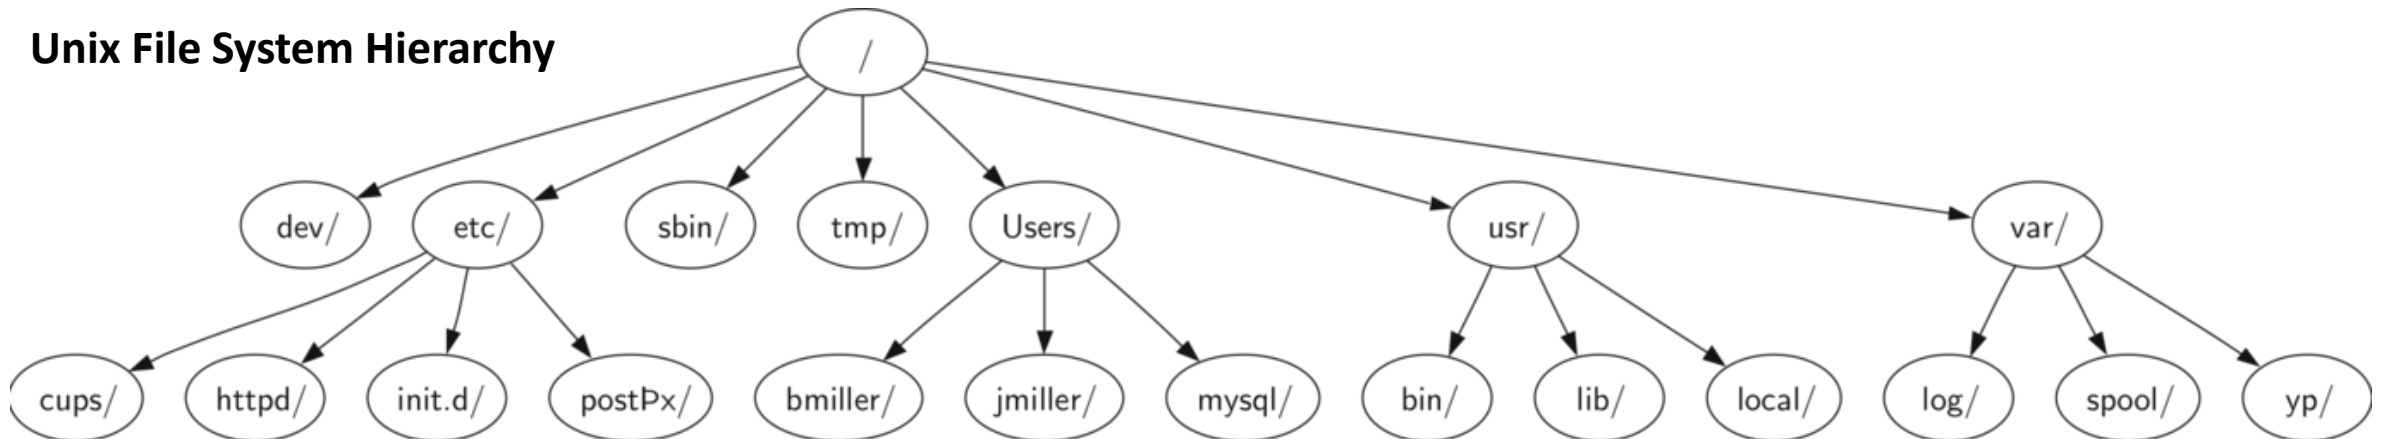 Unix File System Hierarchy
/
dev/ etc/ sbin/ tmp/ Users/ usr/ var/
cups/ httpd/ init.d/ postÞx/ bmiller/ jmiller/ mysql/ bin/ lib/ local/ log/ spool/ yp/